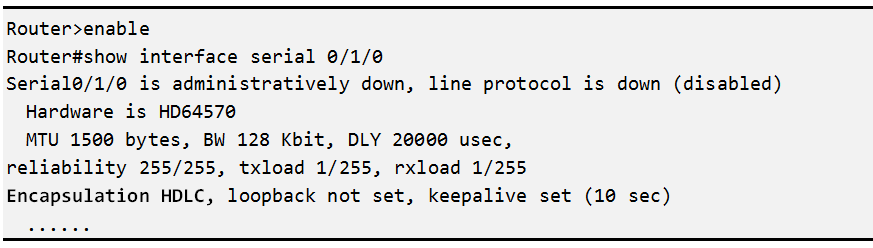 Router>enable
Router#show interface serial 0/1/0
Serial0/1/0 is administratively down, line protocol is down (disabled)
Hardware is HD64570
MTU 1500 bytes, BW 128 Kbit, DLY 20000 usec,
reliability 255/255, txload 1/255, rxload 1/255
Encapsulation HDLC, loopback not set, keepalive set (10 sec)
......